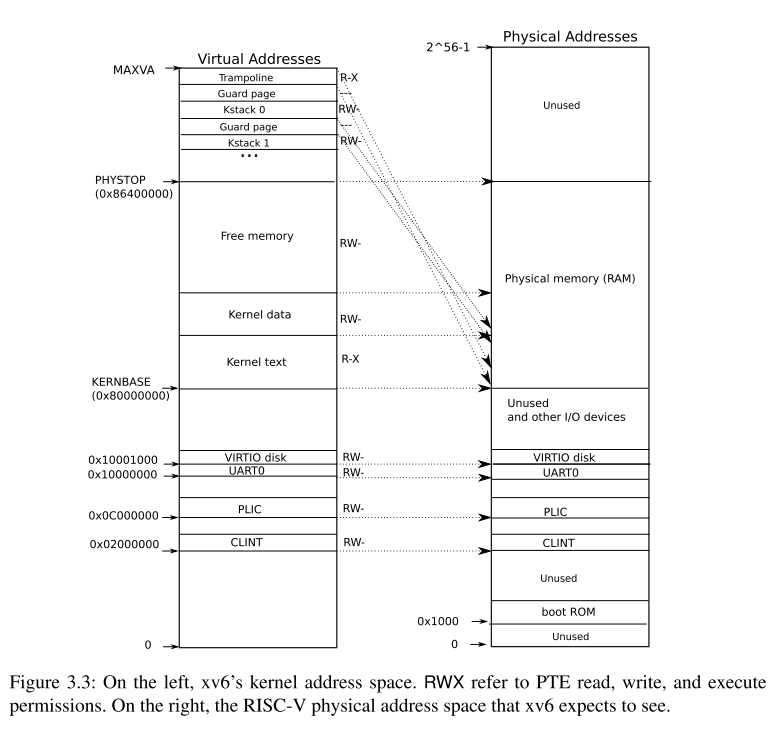 Physical Addresses
2^56-1
Virtual Addresses
MAXVA
Trampoline
R-X
Guard page
---
Kstack 0
RW-
Guard page
---
Kstack 1
RW-
...
Unused
PHYSTOP
(0x86400000)
Free memory
RW-
Physical memory (RAM)
Kernel data
RW-
Kernel text
R-X
KERNBASE
(0x80000000)
Unused
and other I/O devices
0x10001000
VIRTIO disk
RW-
VIRTIO disk
0x10000000
UART0
RW-
UART0
0x0C000000
PLIC
RW-
PLIC
0x02000000
CLINT
RW-
CLINT
Unused
boot ROM
0x1000
0
0
Unused
Figure 3.3: On the left, xv6's kernel address space. RWX refer to PTE read, write, and execute
permissions. On the right, the RISC-V physical address space that xv6 expects to see.